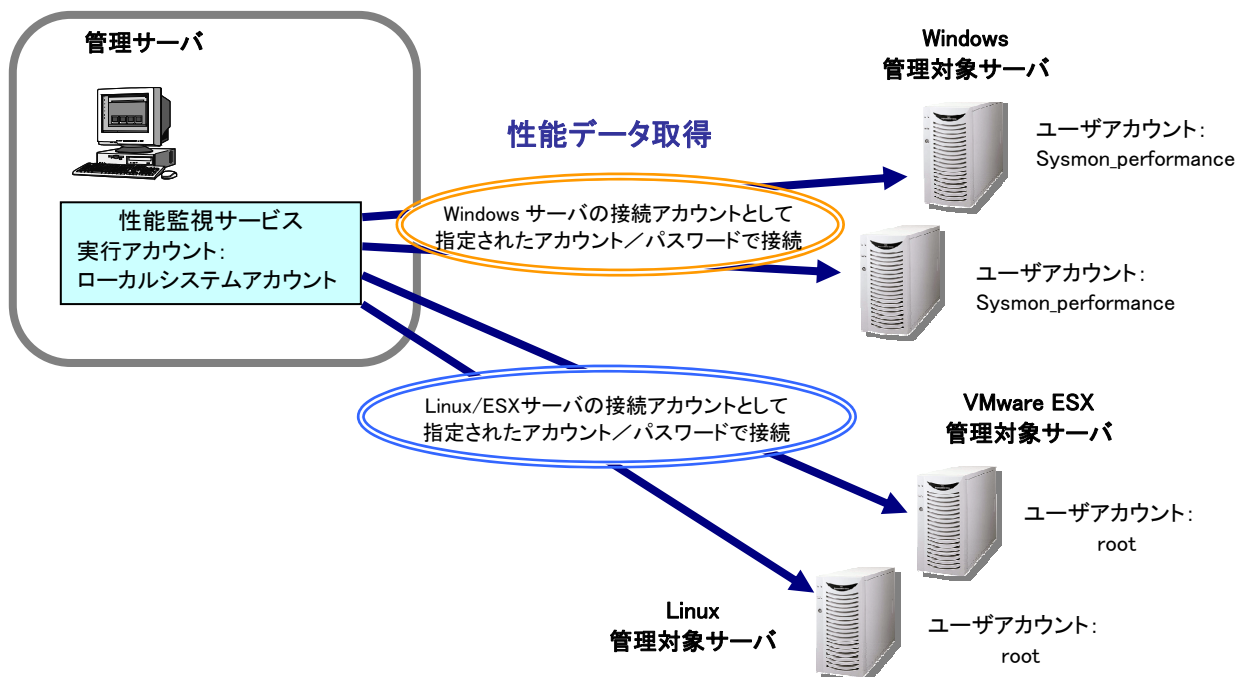 管理サーバ
性能監視サービス
実行アカウント:
ローカルシステムアカウント
性能データ取得
Windows サーバの接続アカウントとして
指定されたアカウント/パスワードで接続
Linux/ESXサーバの接続アカウントとして
指定されたアカウント/パスワードで接続
Windows
管理対象サーバ
ユーザアカウント:
Sysmon_performance
ユーザアカウント:
Sysmon_performance
VMware ESX
管理対象サーバ
ユーザアカウント:
root
Linux
管理対象サーバ
ユーザアカウント:
root